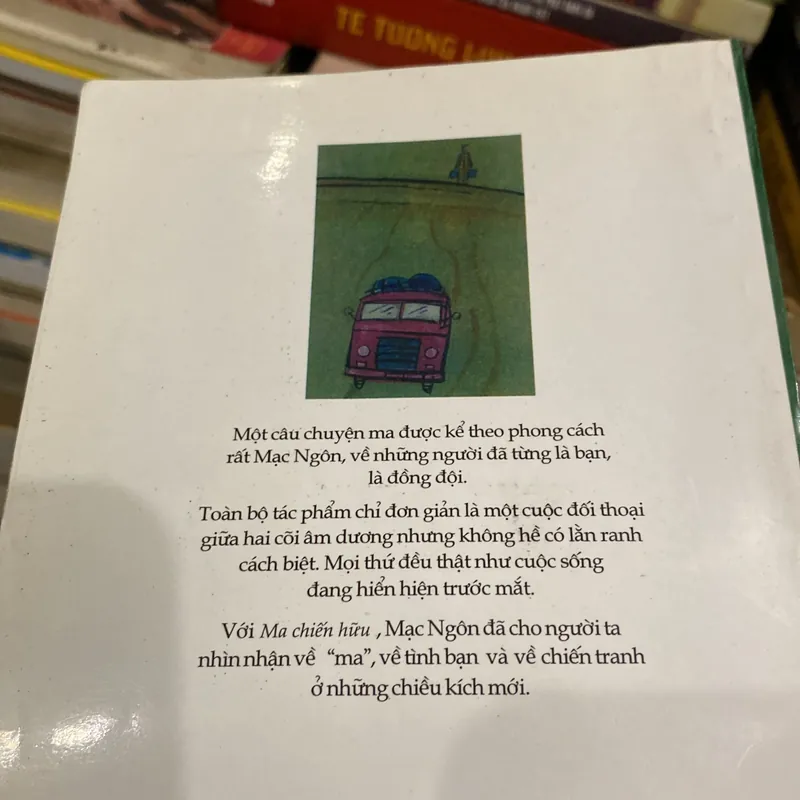 TE TUONG
Một câu chuyện ma được kể theo phong cách
rất Mạc Ngôn, về những người đã từng là bạn,
là đồng đội.
Toàn bộ tác phẩm chỉ đơn giản là một cuộc đối thoại
giữa hai cõi âm dương nhưng không hề có lằn ranh
cách biệt. Mọi thứ đều thật như cuộc sống
đang hiển hiện trước mắt.
Với Ma chiến hữu , Mạc Ngôn đã cho người ta
nhìn nhận về "ma", về tình bạn và về chiến tranh
ở những chiều kích mới.